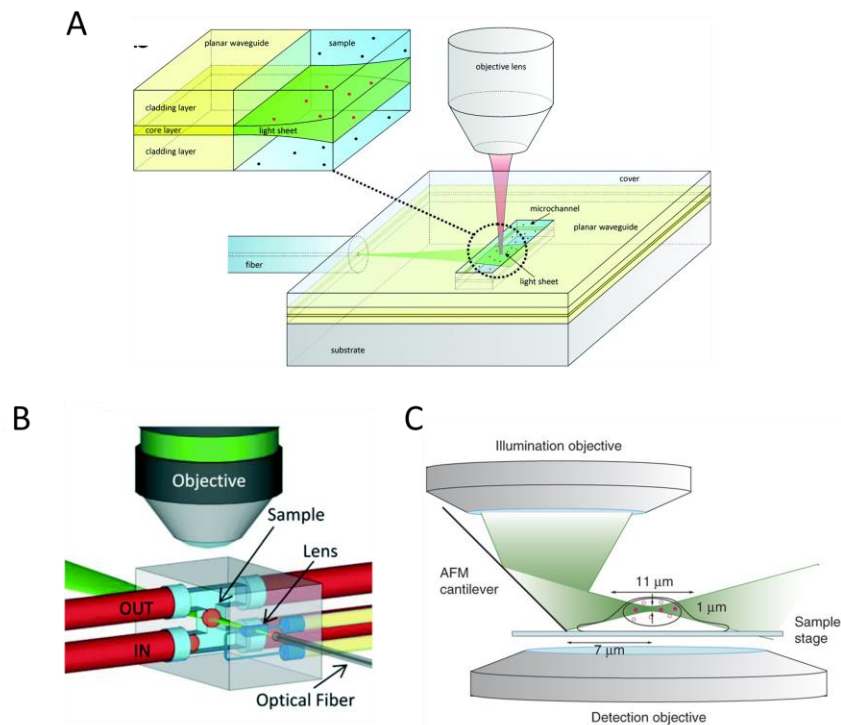 A
planar waveguide
sample
cladding layer
core layer
light sheet
cladding layer
objective lens
cover
microchannel
planar waveguide
fiber
light sheet
substrate
B
Objective
Sample
Lens
OUT
IN
Optical Fiber
C
Illumination objective
AFM
cantilever
11 µm
1 µm
Sample
stage
7 µm
Detection objective